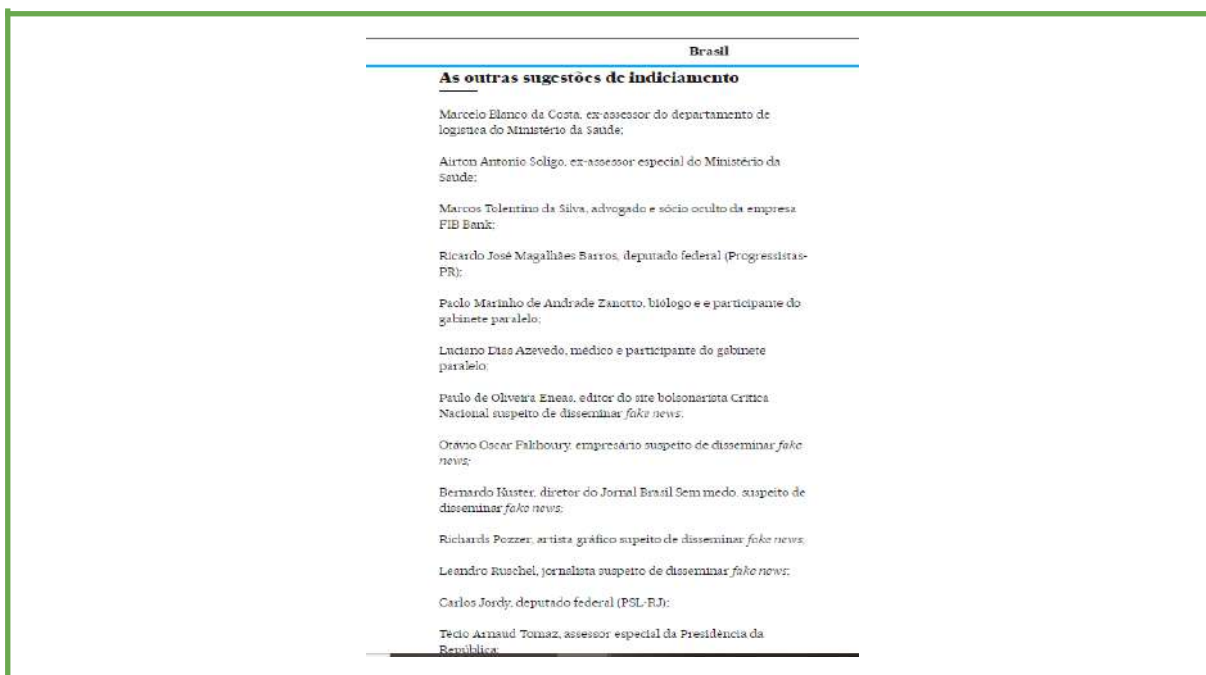 Brasil
As outras sugestões de indiciamento
Marcelo Blanco da Costa, ex-assessor do departamento de
logística do Ministério da Saúde;
Airton Antonio Soligo, ex-assessor especial do Ministério da
Saúde;
Marcos Tolentino da Silva, advogado e sócio oculto da empresa
FIB Bank;
Ricardo José Magalhães Barros, deputado federal (Progressistas-
PR);
Paolo Marinho de Andrade Zanotto, biólogo e e participante do
gabinete paralelo;
Luciano Dias Azevedo, médico e participante do gabinete
paralelo;
Paulo de Oliveira Eneas, editor do site bolsonarista Crítica
Nacional suspeito de disseminar fake news;
Otávio Oscar Fakhoury, empresário suspeito de disseminar fake
news;
Bernardo Kuster, diretor do Jornal Brasil Sem medo, suspeito de
disseminar fake news;
Richards Pozzer, artista gráfico supeito de disseminar fake news;
Leandro Ruschel, jornalista suspeito de disseminar fake news;
Carlos Jordy, deputado federal (PSL-RJ);
Técio Arnaud Tomaz, assessor especial da Presidência da
República;